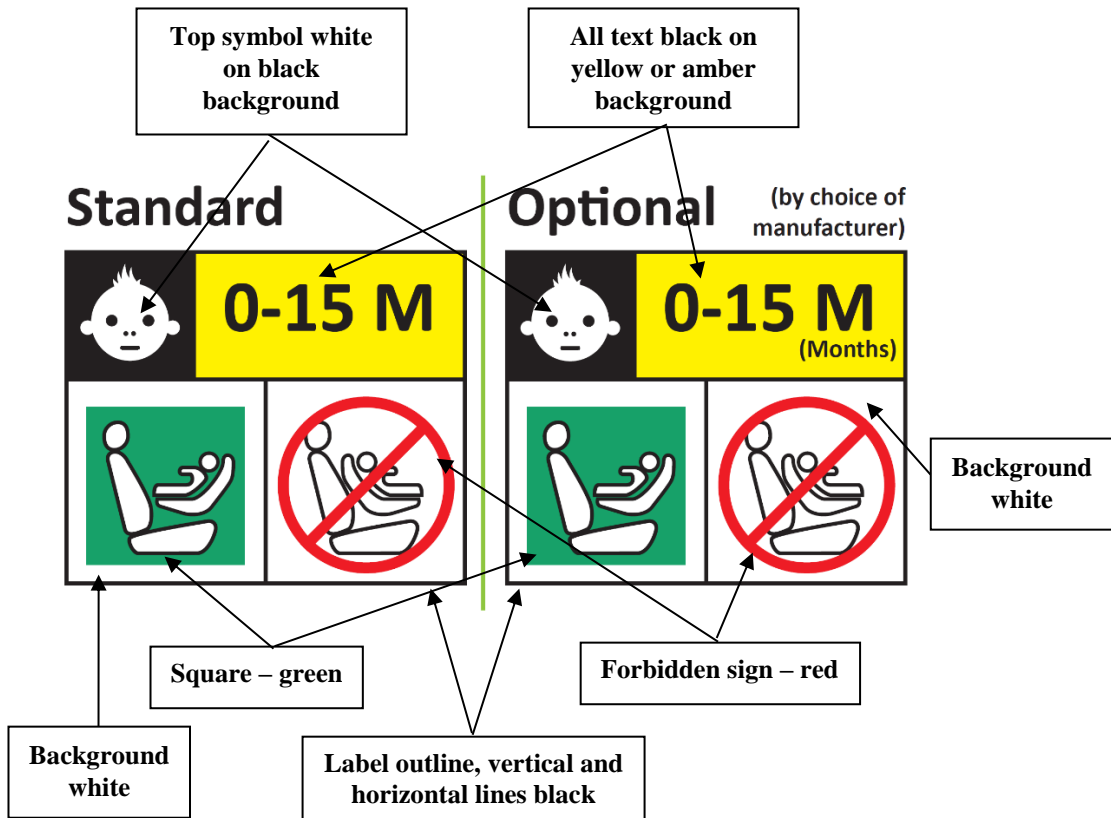 Top symbol white
on black
background
All text black on
yellow or amber
background
Standard
Optional
(by choice of
manufacturer)
0-15 M
0-15 M
(Months)
Background
white
Square – green
Forbidden sign – red
Background
white
Label outline, vertical and
horizontal lines black